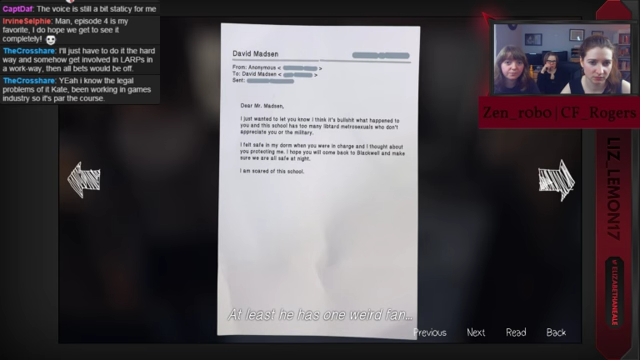 CaptDaf: The voice is still a bit staticy for me
IrvineSelphie: Man, episode 4 is my
favorite, I do hope we get to see it
completely!
TheCrosshare: I'll just have to do it the hard
way and somehow get involved in LARPs in
a work-way, then all bets would be off.
TheCrosshare: YEah i know the legal
problems of it Kate, been working in games
industry so it's par the course.
David Madsen
From: Anonymous < >
To: David Madsen < >
Sent:
Dear Mr. Madsen,
I just wanted to let you know i think it's bullshit what happened to
you and this school has too many libtard metrosexuals who don't
appreciate you or the military.
I felt safe in my dorm when you were in charge and I thought about
you protecting me. I hope you will come back to Blackwell and make
sure we are all safe at night.
I am scared of this school.
At least he has one weird fan...
Previous
Next
Read
Back
Zen_robo|CF_Rogers
LIZ_LEMON17
@ELIZABETHNEALE